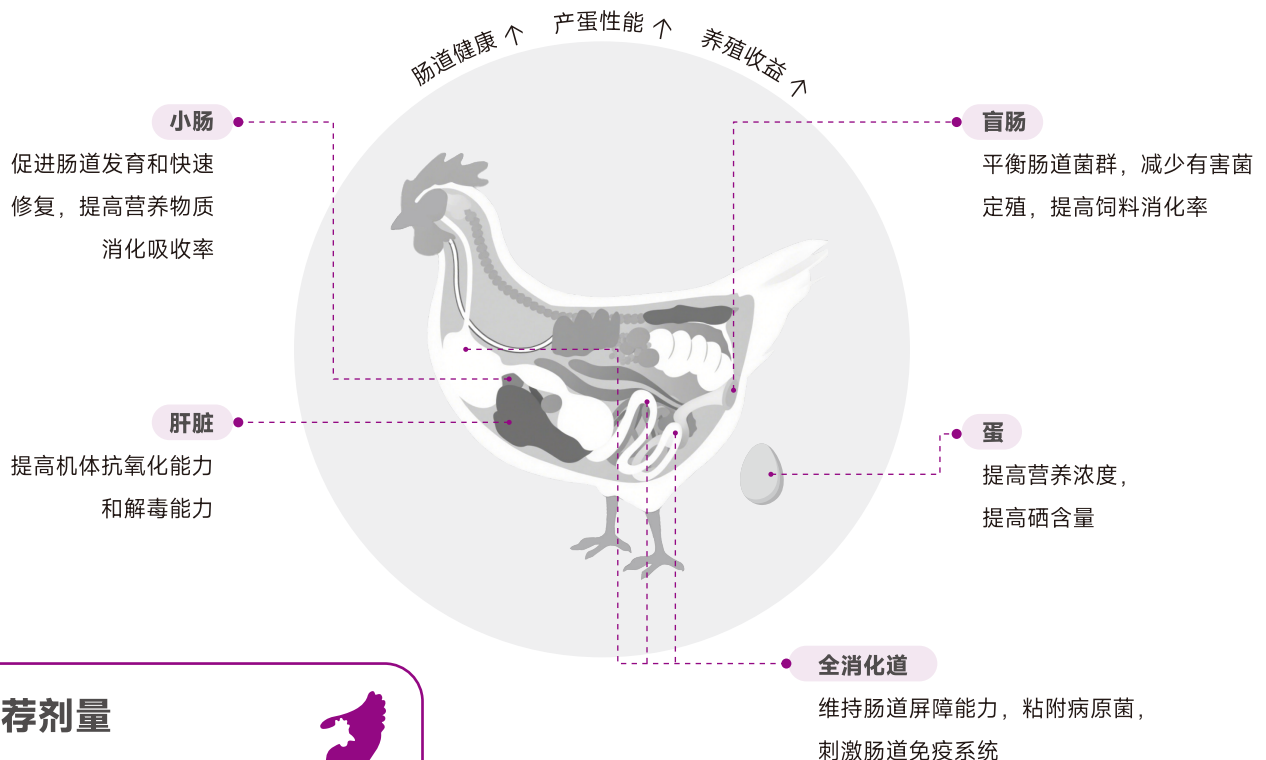 肠道健康↑ 产蛋性能↑ 养殖收益↑
小肠
促进肠道发育和快速
修复，提高营养物质
消化吸收率
盲肠
平衡肠道菌群，减少有害菌
定殖，提高饲料消化率
肝脏
提高机体抗氧化能力
和解毒能力
蛋
提高营养浓度，
提高硒含量
全消化道
维持肠道屏障能力，粘附病原菌，
刺激肠道免疫系统
荐剂量